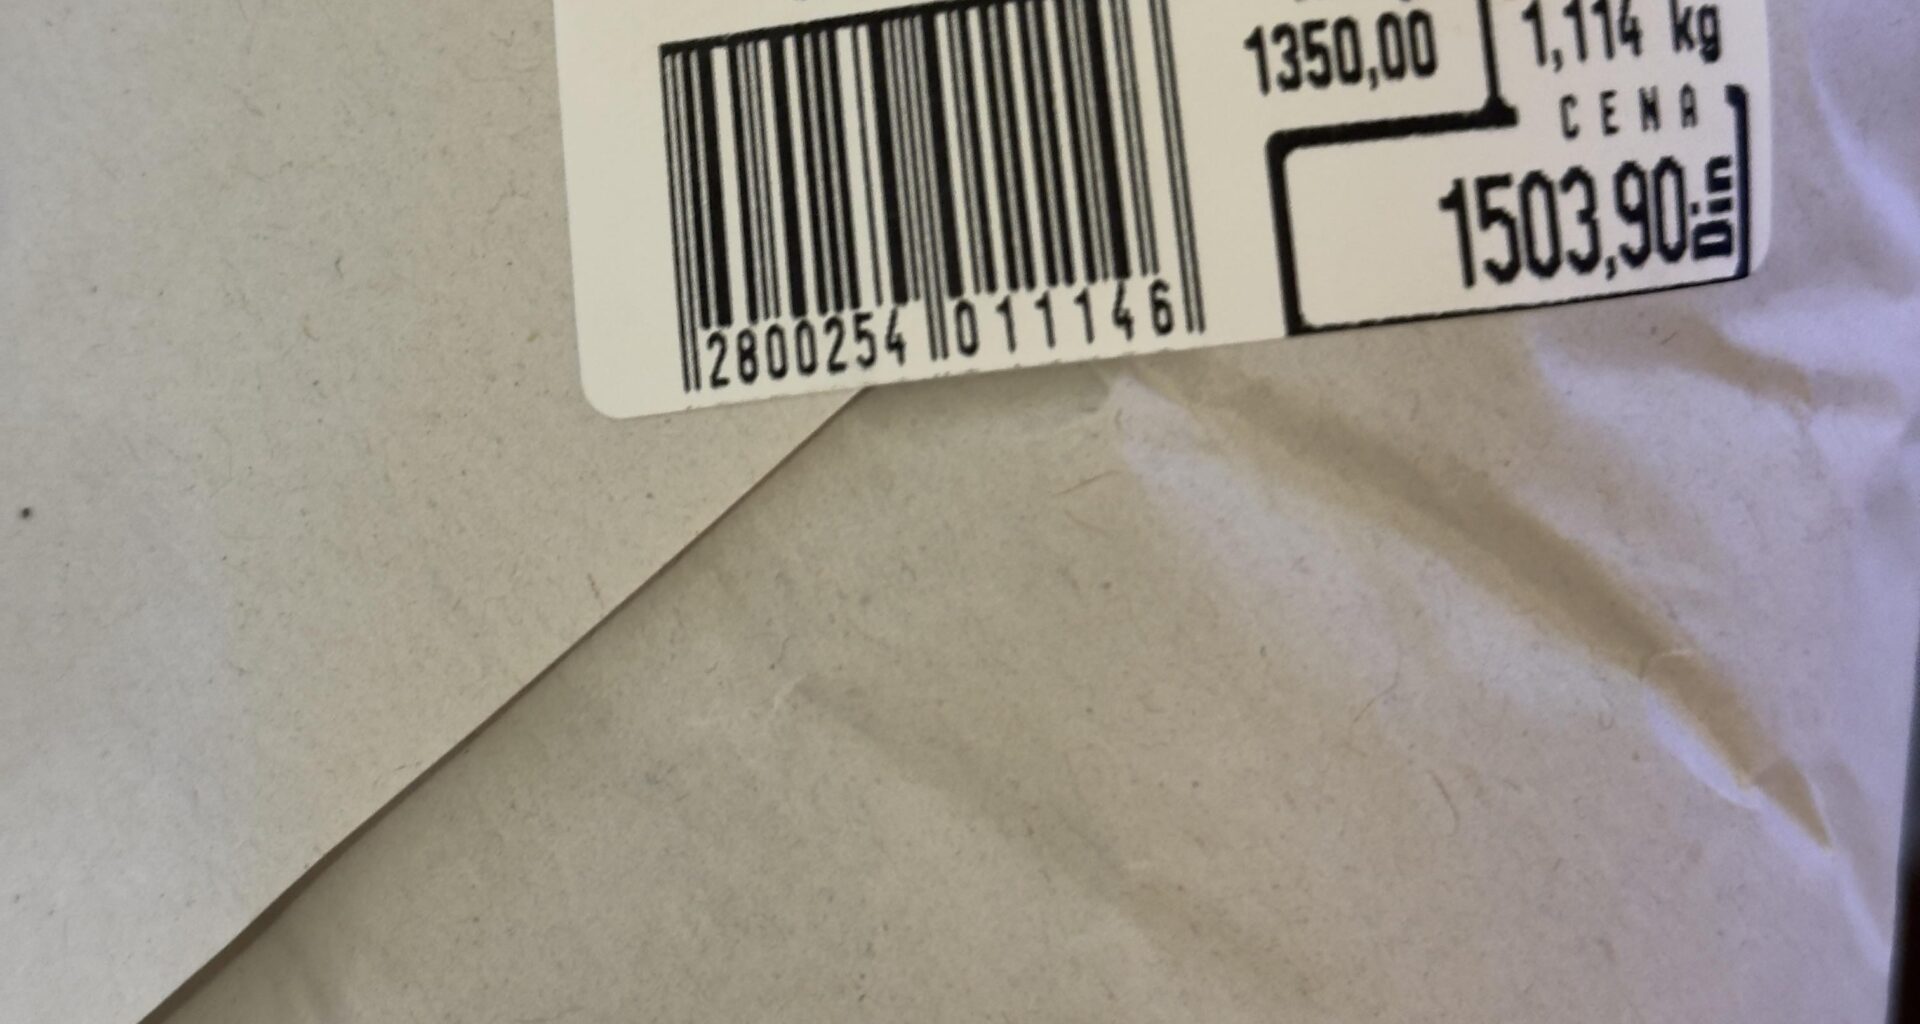 1350,00
1,114 kg
CENA
1503,90 Din
2800254 011146